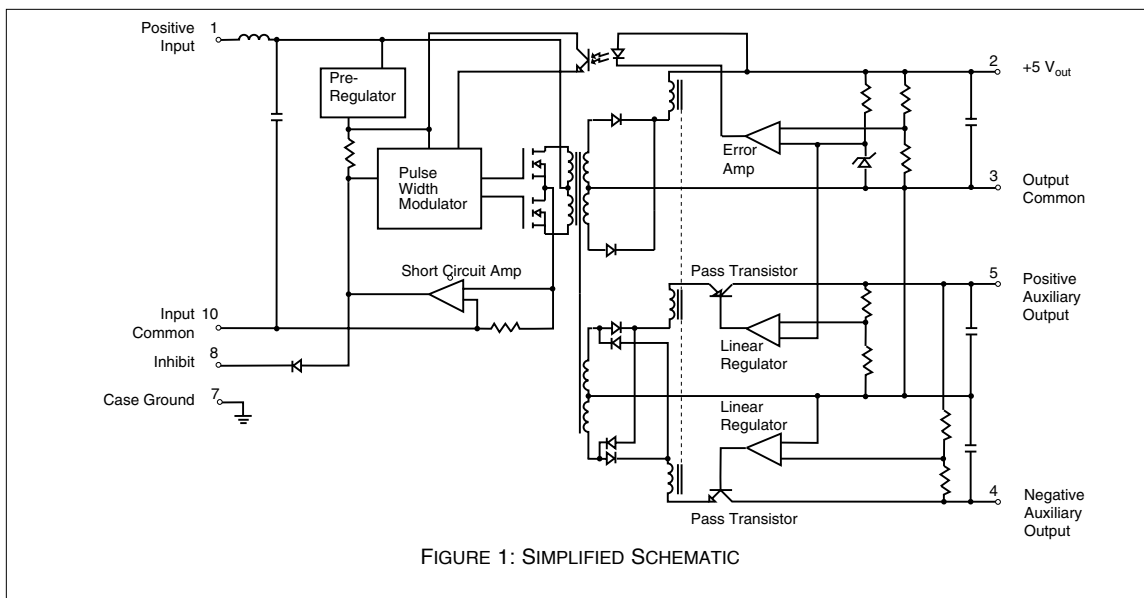 Positive
Input
1
Pre-
Regulator
Pulse
Width
Modulator
Short Circuit Amp
Input
Common
10
Inhibit
8
Case Ground
7
Error
Amp
2
+5 Vout
3
Output
Common
Pass Transistor
5
Positive
Auxiliary
Output
Linear
Regulator
Linear
Regulator
4
Negative
Auxiliary
Output
Pass Transistor
FIGURE 1: SIMPLIFIED SCHEMATIC